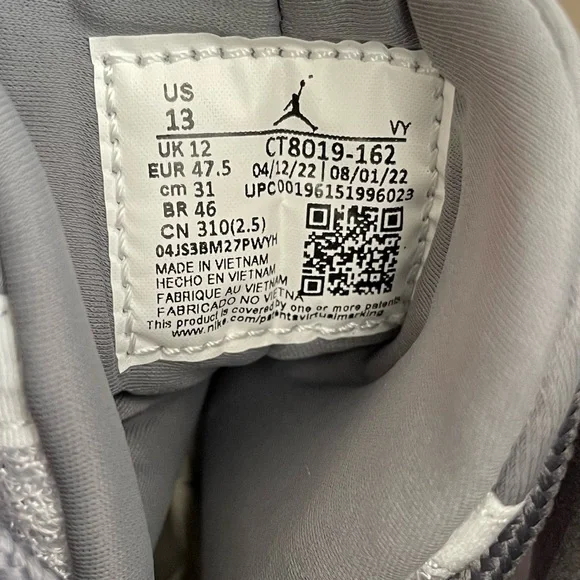 US
13
VY
UK 12
CT8019-162
EUR 47.5
04/12/22 | 08/01/22
cm 31
UPC00196151996023
BR 46
CN 310(2.5)
04JS3BM27PWYH
MADE IN VIETNAM
HECHO EN VIETNAM
FABRIQUE AU VIETNAM
FABRICADO NO VIETNA
This product is covered by one or more patents
www.nike.com/patentsvirtualmarking